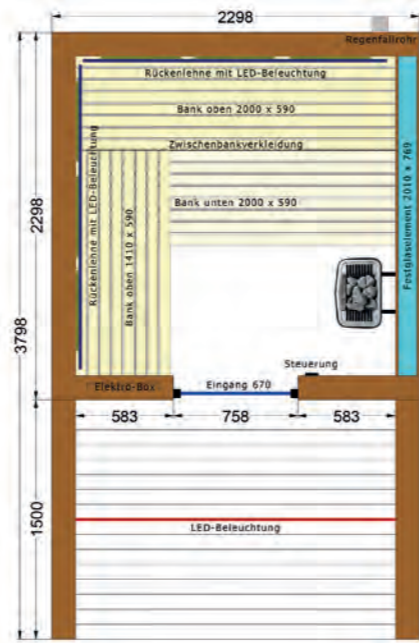 2298
Regenfallrohr
Rückenlehne mit LED-Beleuchtung
Bank oben 2000 x 590
Zwischenbankverkleidung
Bank unten 2000 x 590
Rückenlehne mit LED-Beleuchtung
Bank oben 1410 x 590
Festglaselement 2010 x 769
2298
3798
Steuerung
Elektro-Box
Eingang 670
583
758
583
1500
LED-Beleuchtung